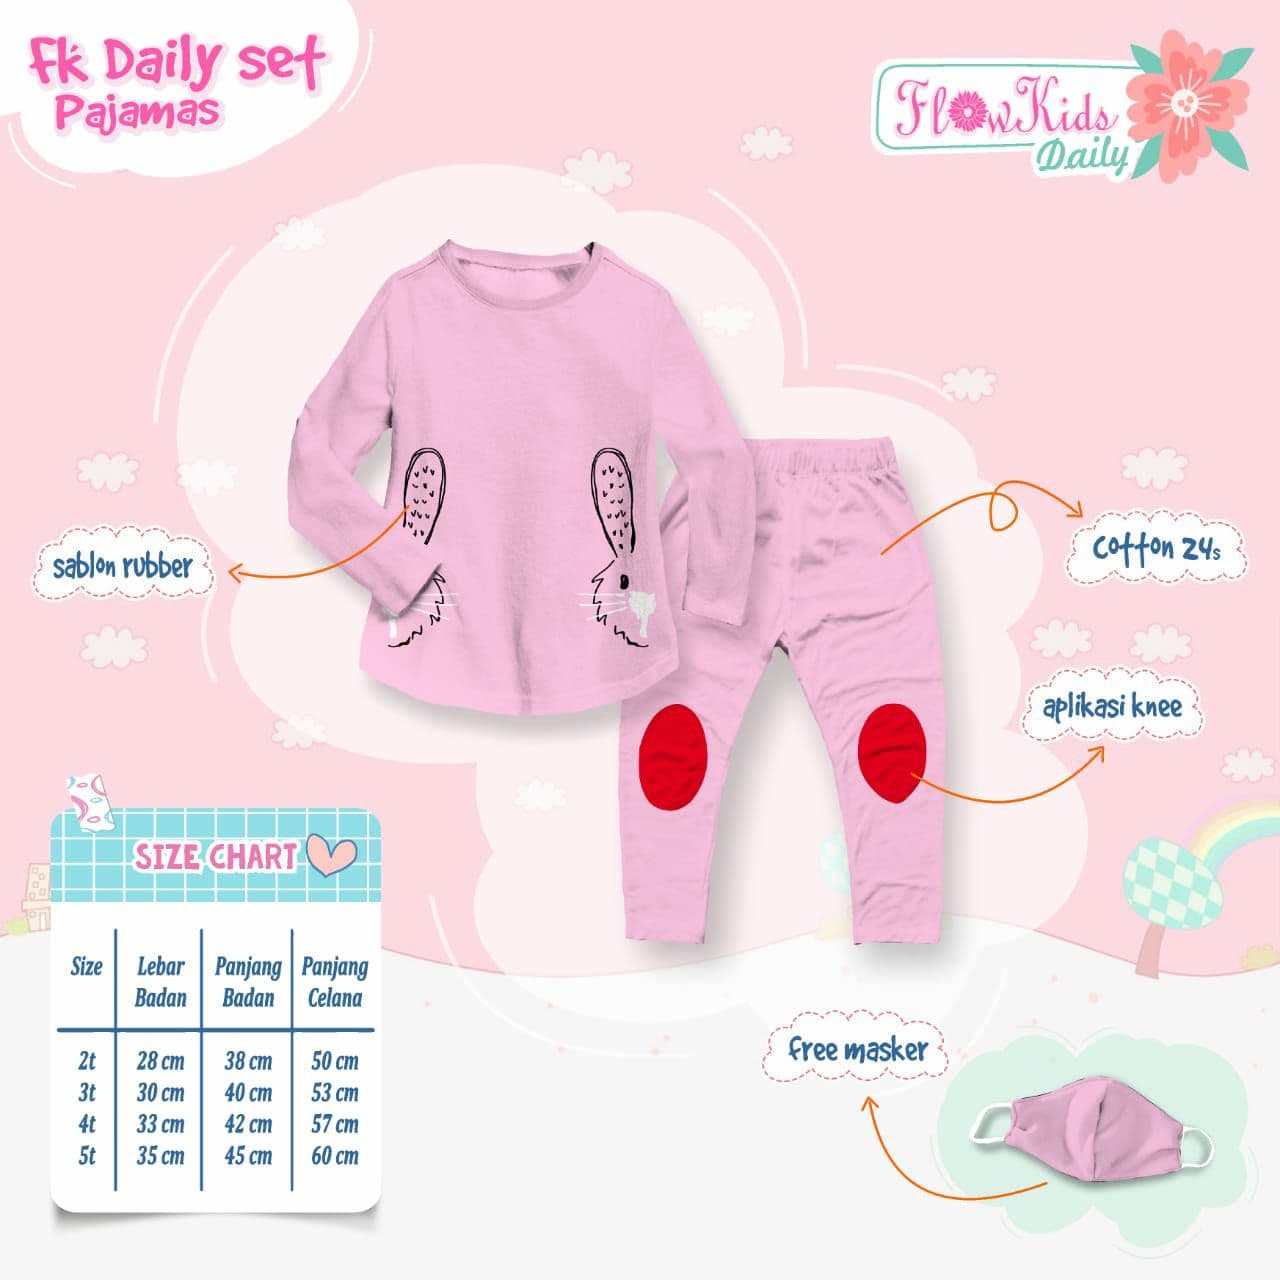 Fk Daily set
Pajamas
FlowKids
Daily
sablon rubber
cotton 24s
aplikasi knee
SIZE CHART
Size Lebar Badan Panjang Badan Panjang Celana
2t 28 cm 38 cm 50 cm
3t 30 cm 40 cm 53 cm
4t 33 cm 42 cm 57 cm
5t 35 cm 45 cm 60 cm
free masker